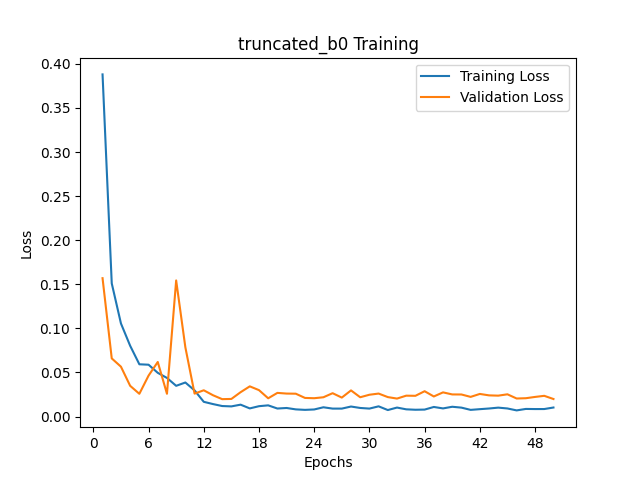 truncated_b0 Training
Training Loss
Validation Loss
0.40
0.35
0.30
0.25
0.20
0.15
0.10
0.05
0.00
Loss
0 6 12 18 24 30 36 42 48
Epochs